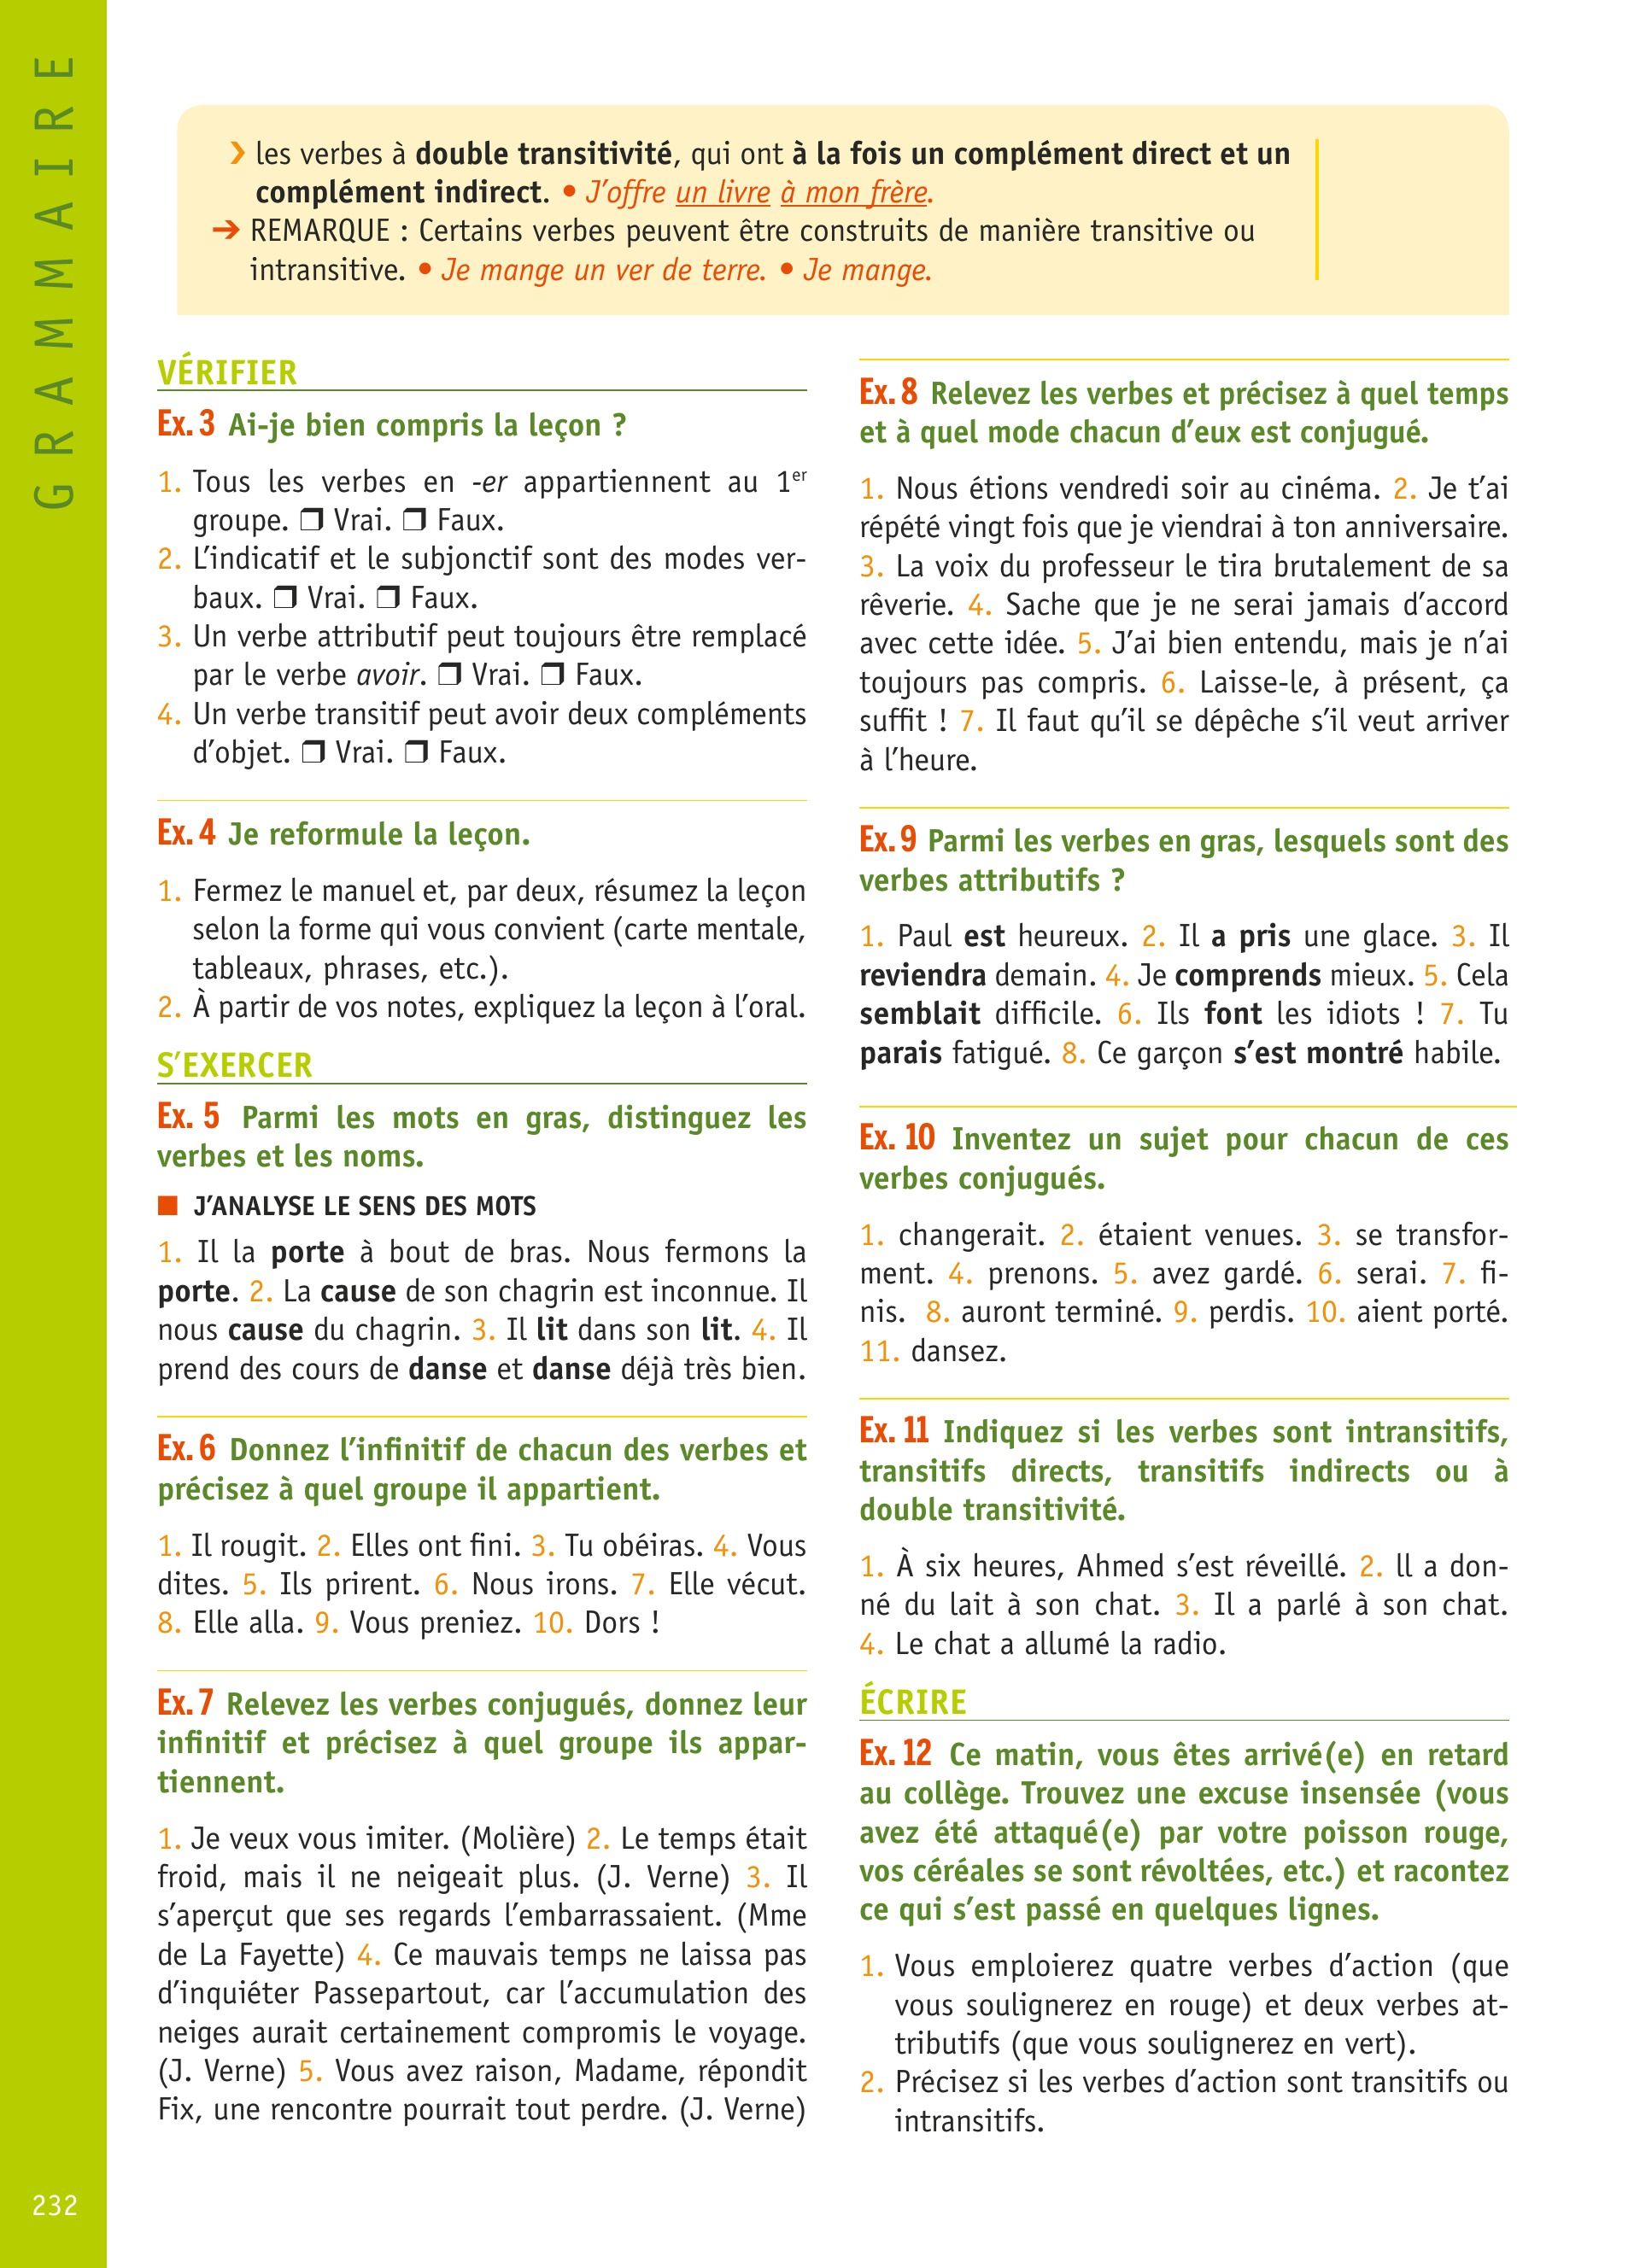 GRAMMAIRE
› les verbes à double transitivité, qui ont à la fois un complément direct et un
complément indirect. • J’offre un livre à mon frère.
➔ REMARQUE : Certains verbes peuvent être construits de manière transitive ou
intransitive. • Je mange un ver de terre. • Je mange.
VÉRIFIER
Ex. 3 Ai-je bien compris la leçon ?
1. Tous les verbes en -er appartiennent au 1er
groupe. ❒ Vrai. ❒ Faux.
2. L’indicatif et le subjonctif sont des modes ver-
baux. ❒ Vrai. ❒ Faux.
3. Un verbe attributif peut toujours être remplacé
par le verbe avoir. ❒ Vrai. ❒ Faux.
4. Un verbe transitif peut avoir deux compléments
d’objet. ❒ Vrai. ❒ Faux.
Ex. 4 Je reformule la leçon.
1. Fermez le manuel et, par deux, résumez la leçon
selon la forme qui vous convient (carte mentale,
tableaux, phrases, etc.).
2. À partir de vos notes, expliquez la leçon à l’oral.
S’EXERCER
Ex. 5 Parmi les mots en gras, distinguez les
verbes et les noms.
■ J’ANALYSE LE SENS DES MOTS
1. Il la porte à bout de bras. Nous fermons la
porte. 2. La cause de son chagrin est inconnue. Il
nous cause du chagrin. 3. Il lit dans son lit. 4. Il
prend des cours de danse et danse déjà très bien.
Ex. 6 Donnez l’infinitif de chacun des verbes et
précisez à quel groupe il appartient.
1. Il rougit. 2. Elles ont fini. 3. Tu obéiras. 4. Vous
dites. 5. Ils prirent. 6. Nous irons. 7. Elle vécut.
8. Elle alla. 9. Vous preniez. 10. Dors !
Ex. 7 Relevez les verbes conjugués, donnez leur
infinitif et précisez à quel groupe ils appar-
tiennent.
1. Je veux vous imiter. (Molière) 2. Le temps était
froid, mais il ne neigeait plus. (J. Verne) 3. Il
s’aperçut que ses regards l’embarrassaient. (Mme
de La Fayette) 4. Ce mauvais temps ne laissa pas
d’inquiéter Passepartout, car l’accumulation des
neiges aurait certainement compromis le voyage.
(J. Verne) 5. Vous avez raison, Madame, répondit
Fix, une rencontre pourrait tout perdre. (J. Verne)
Ex. 8 Relevez les verbes et précisez à quel temps
et à quel mode chacun d’eux est conjugué.
1. Nous étions vendredi soir au cinéma. 2. Je t’ai
répété vingt fois que je viendrai à ton anniversaire.
3. La voix du professeur le tira brutalement de sa
rêverie. 4. Sache que je ne serai jamais d’accord
avec cette idée. 5. J’ai bien entendu, mais je n’ai
toujours pas compris. 6. Laisse-le, à présent, ça
suffit ! 7. Il faut qu’il se dépêche s’il veut arriver
à l’heure.
Ex. 9 Parmi les verbes en gras, lesquels sont des
verbes attributifs ?
1. Paul est heureux. 2. Il a pris une glace. 3. Il
reviendra demain. 4. Je comprends mieux. 5. Cela
semblait difficile. 6. Ils font les idiots ! 7. Tu
parais fatigué. 8. Ce garçon s’est montré habile.
Ex. 10 Inventez un sujet pour chacun de ces
verbes conjugués.
1. changerait. 2. étaient venues. 3. se transfor-
ment. 4. prenons. 5. avez gardé. 6. serai. 7. fi-
nis. 8. auront terminé. 9. perdis. 10. aient porté.
11. dansez.
Ex. 11 Indiquez si les verbes sont intransitifs,
transitifs directs, transitifs indirects ou à
double transitivité.
1. À six heures, Ahmed s’est réveillé. 2. ll a don-
né du lait à son chat. 3. Il a parlé à son chat.
4. Le chat a allumé la radio.
ÉCRIRE
Ex. 12 Ce matin, vous êtes arrivé(e) en retard
au collège. Trouvez une excuse insensée (vous
avez été attaqué(e) par votre poisson rouge,
vos céréales se sont révoltées, etc.) et racontez
ce qui s’est passé en quelques lignes.
1. Vous emploierez quatre verbes d’action (que
vous soulignerez en rouge) et deux verbes at-
tributifs (que vous soulignerez en vert).
2. Précisez si les verbes d’action sont transitifs ou
intransitifs.
232